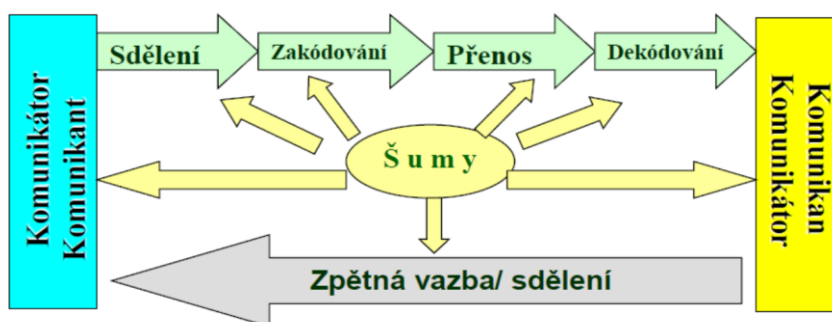 Komunikátor
Komunikant
Sdělení
Zakódování
Přenos
Dekódování
Komunikan
Komunikátor
Š u m y
Zpětná vazba/ sdělení